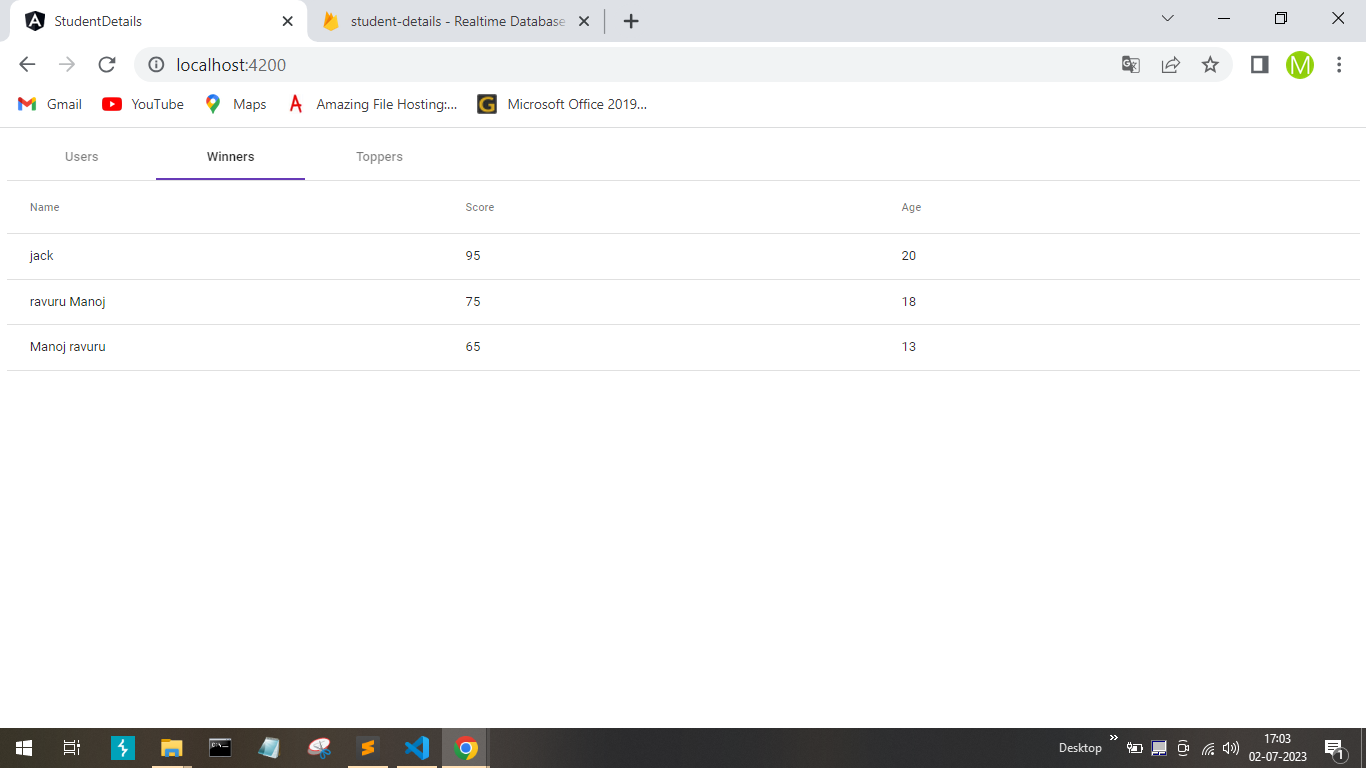 StudentDetails
student-details - Realtime Database
localhost:4200
M
Gmail
YouTube
Maps
Amazing File Hosting:...
Microsoft Office 2019...
Users Winners Toppers
Name Score Age
jack 95 20
ravuru Manoj 75 18
Manoj ravuru 65 13
Desktop
17:03
02-07-2023
1